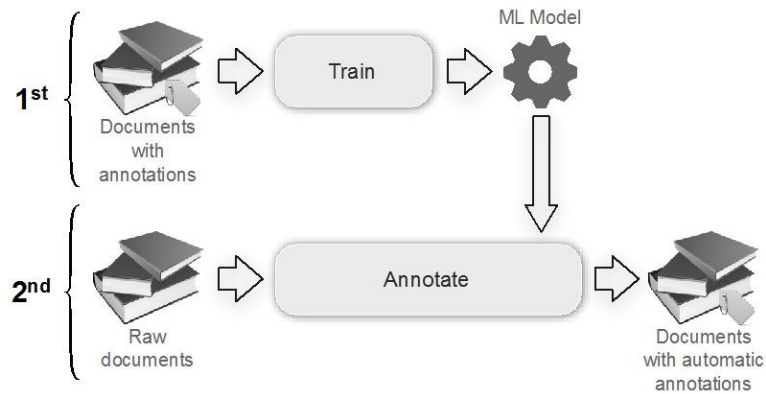 ML Model
1st
Train
Documents
with
annotations
2nd
Annotate
Raw
documents
Documents
with automatic
annotations